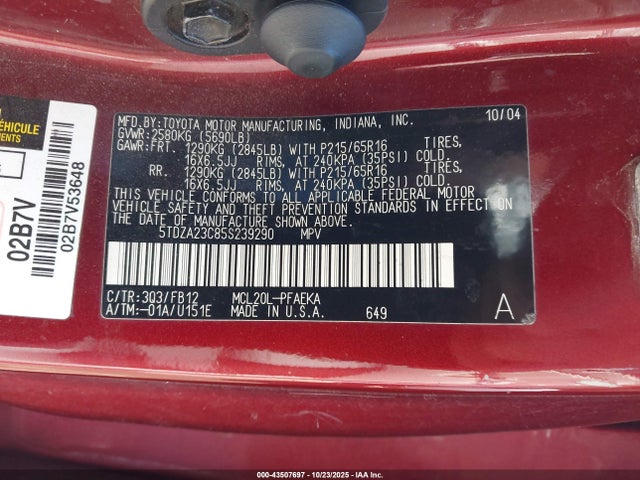 MFD.BY:TOYOTA MOTOR MANUFACTURING, INDIANA, INC. 10/04
GVWR:2580KG (5690LB)
GAWR:FRT. 1290KG (2845LB) WITH P215/65R16 TIRES,
16X6.5JJ RIMS, AT 240KPA (35PSI) COLD.
RR. 1290KG (2845LB) WITH P215/65R16 TIRES,
16X6.5JJ RIMS, AT 240KPA (35PSI) COLD.
THIS VEHICLE CONFORMS TO ALL APPLICABLE FEDERAL MOTOR
VEHICLE SAFETY AND THEFT PREVENTION STANDARDS IN
EFFECT ON THE DATE OF MANUFACTURE SHOWN ABOVE.
5TDZA23C85S239290 MPV
C/TR:3Q3/FB12 MCL20L-PFAEKA
A/TM:-01A/U151E MADE IN U.S.A. 649 A
VÉHICULE
02B7V
02B7V53648
000-43507697 - 10/23/2025 - IAAI, Inc.